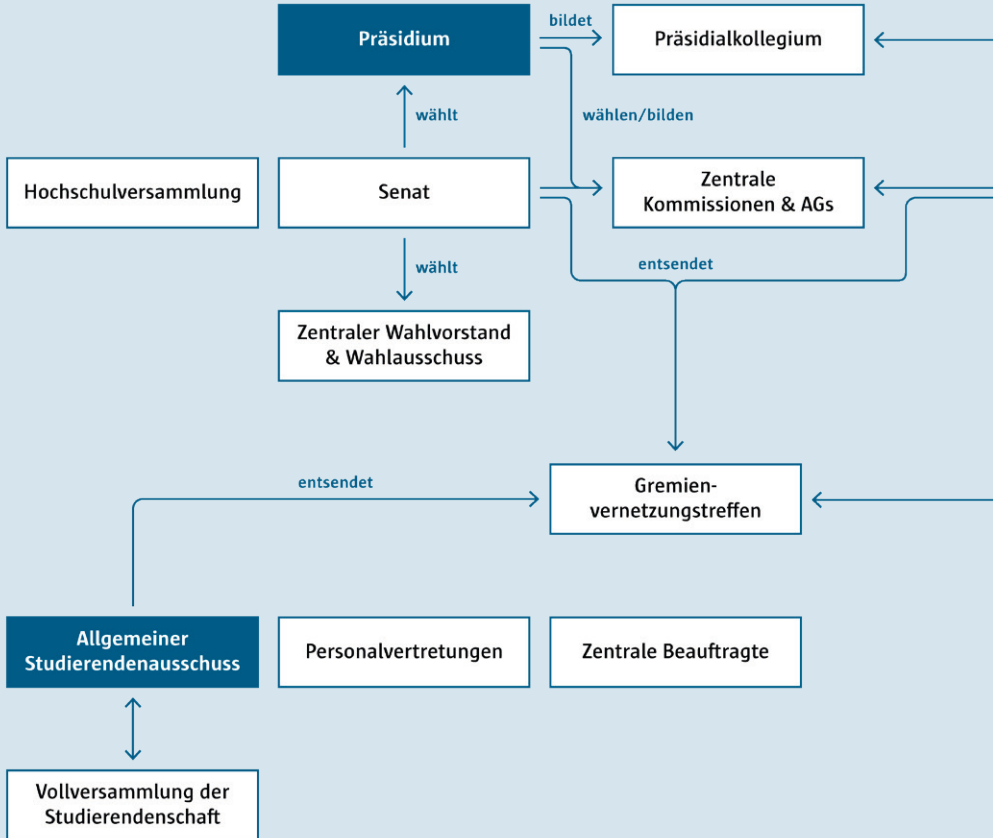 bildet
Präsidium
Präsidialkollegium
wählt
wählen/bilden
Hochschulversammlung
Senat
Zentrale
Kommissionen & AGs
wählt
entsendet
Zentraler Wahlvorstand
& Wahlausschuss
entsendet
Gremien-
vernetzungstreffen
Allgemeiner
Studierendenausschuss
Personalvertretungen
Zentrale Beauftragte
Vollversammlung der
Studierendenschaft